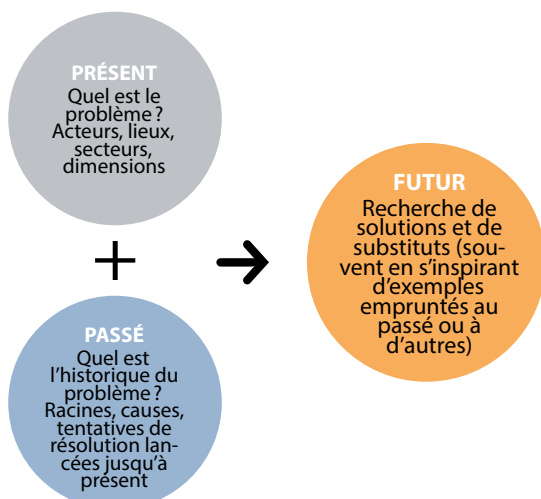 PRÉSENT
Quel est le
problème ?
Acteurs, lieux,
secteurs,
dimensions
+
PASSÉ
Quel est
l’historique du
problème ?
Racines, causes,
tentatives de
résolution lan-
cées jusqu’à
présent
FUTUR
Recherche de
solutions et de
substituts (sou-
vent en s’inspirant
d’exemples
empruntés au
passé ou à
d’autres)